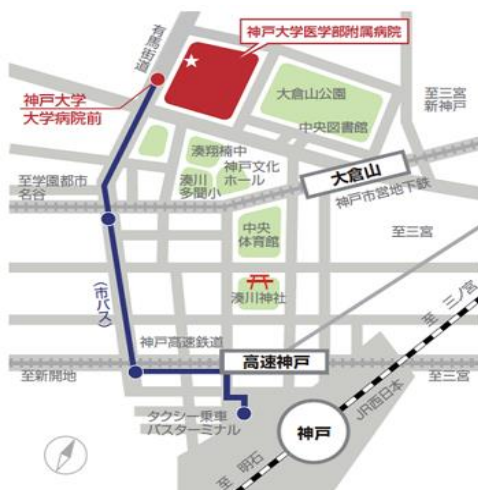 有馬街道
神戸大学医学部附属病院
神戸大学
大学病院前
大倉山公園
至三宮
新神戸
中央図書館
湊翔楠中
神戸文化
ホール
湊川
多聞小
大倉山
至学園都市
名谷
神戸市営地下鉄
中央
体育館
至三宮
湊川神社
〈市バス〉
神戸高速鉄道
高速神戸
至三ノ宮
至新開地
至三宮
JR西日本
タクシー乗車
バスターミナル
神戸
至明石